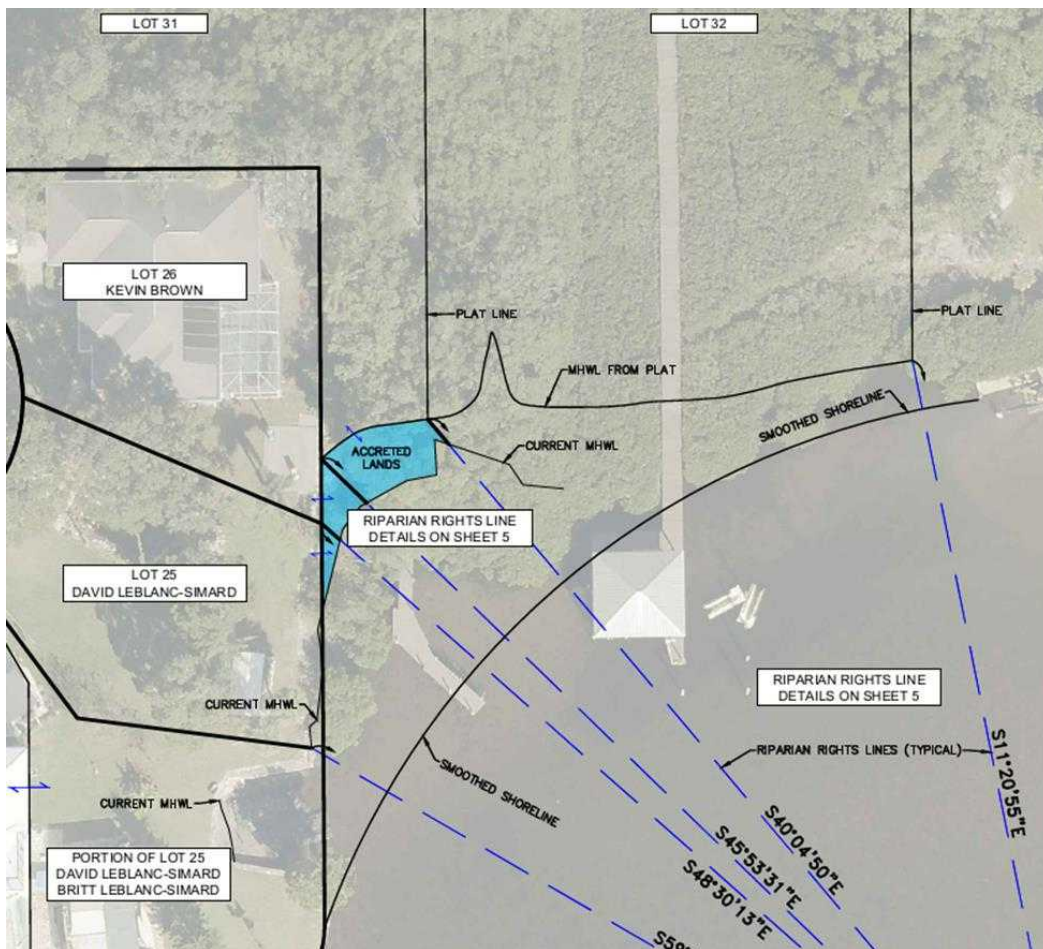 LOT 31
LOT 32
LOT 26
KEVIN BROWN
PLAT LINE
PLAT LINE
MHWL FROM PLAT
SMOOTHED SHORELINE
ACCRETED
LANDS
CURRENT MHWL
RIPARIAN RIGHTS LINE
DETAILS ON SHEET 5
LOT 25
DAVID LEBLANC-SIMARD
RIPARIAN RIGHTS LINE
DETAILS ON SHEET 5
CURRENT MHWL
RIPARIAN RIGHTS LINES (TYPICAL)
S11°20'55"E
SMOOTHED SHORELINE
CURRENT MHWL
S40°04'50"E
S45°53'31"E
S48°30'13"E
PORTION OF LOT 25
DAVID LEBLANC-SIMARD
BRITT LEBLANC-SIMARD